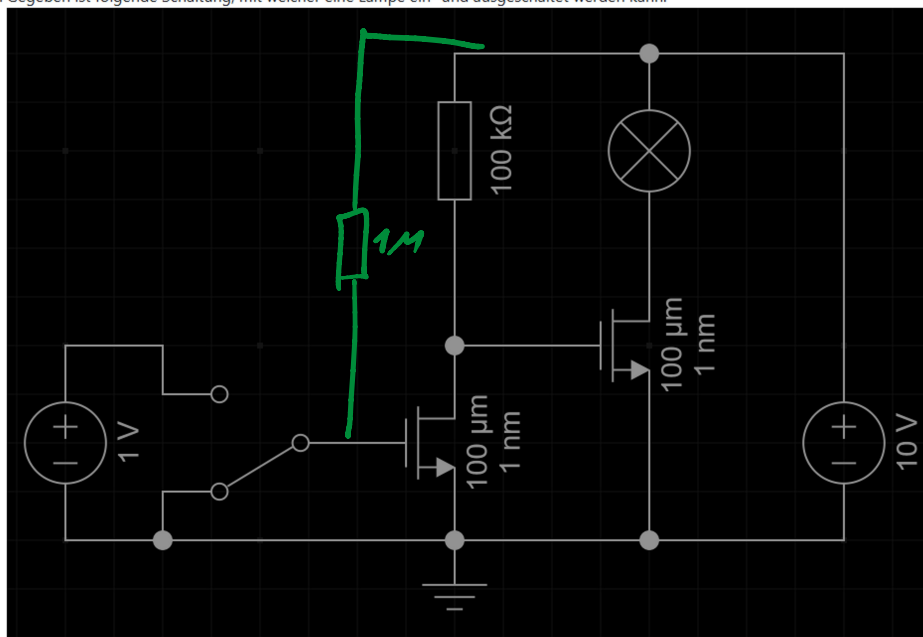 Gegeben ist folgende Schaltung, mit welcher eine Lampe ein- und ausgeschaltet werden kann.
100 kΩ
1M
100 µm
1 nm
1 V
100 µm
1 nm
10 V